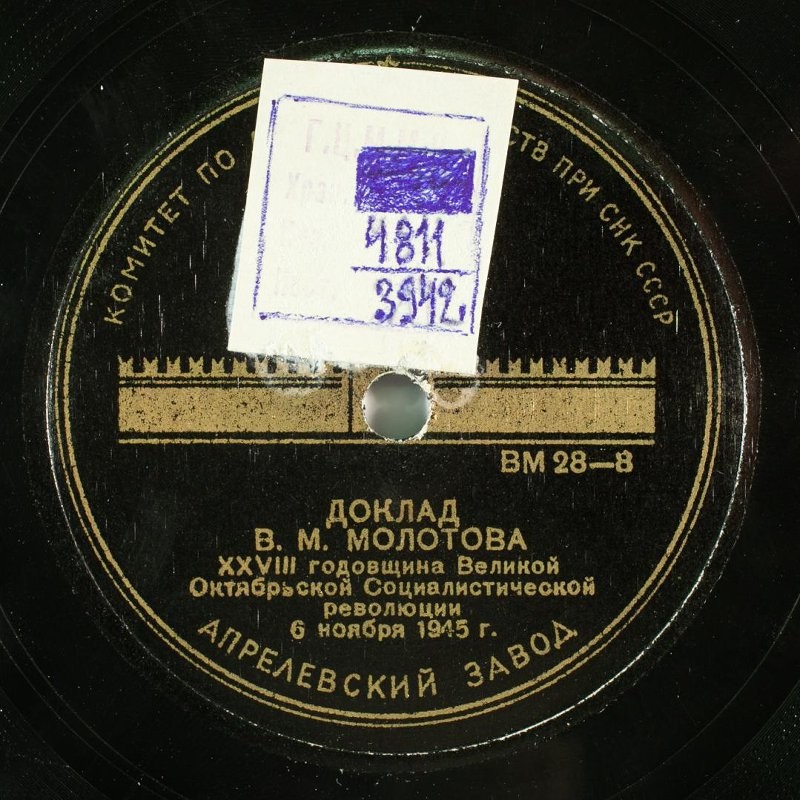 КОМИТЕТ ПО
ПРИ СНК СССР
4811
3942.
ВМ 28—8
ДОКЛАД
В. М. МОЛОТОВА
XXVIII годовщина Великой
Октябрьской Социалистической
революции
6 ноября 1945 г.
АПРЕЛЕВСКИЙ ЗАВОД